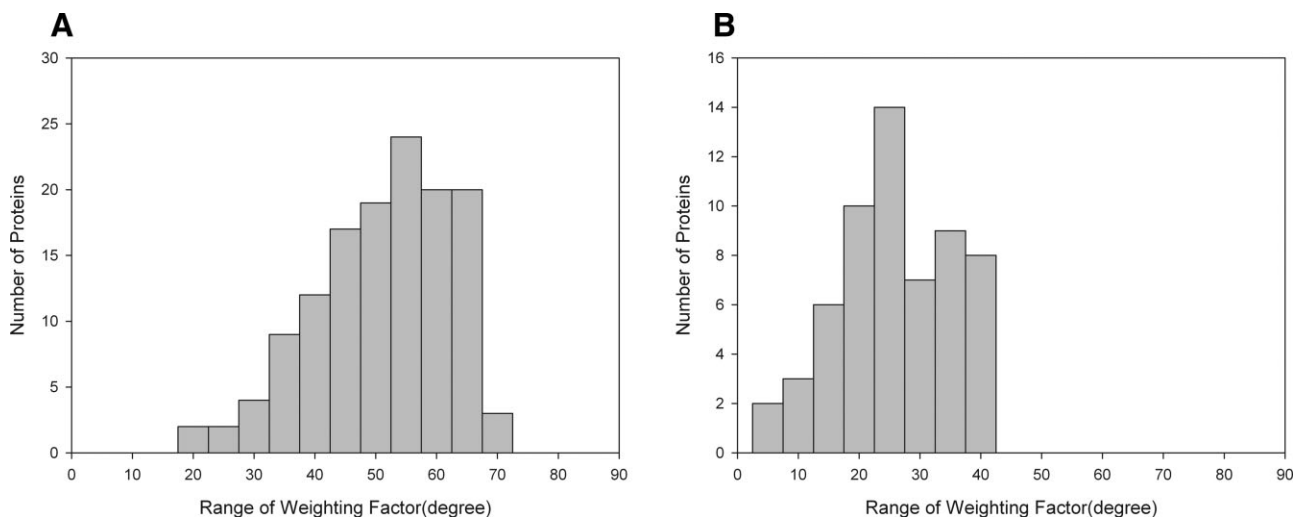 A
30
25
20
15
10
5
0
Number of Proteins
0 10 20 30 40 50 60 70 80 90
Range of Weighting Factor(degree)
B
16
14
12
10
8
6
4
2
0
Number of Proteins
0 10 20 30 40 50 60 70 80 90
Range of Weighting Factor(degree)